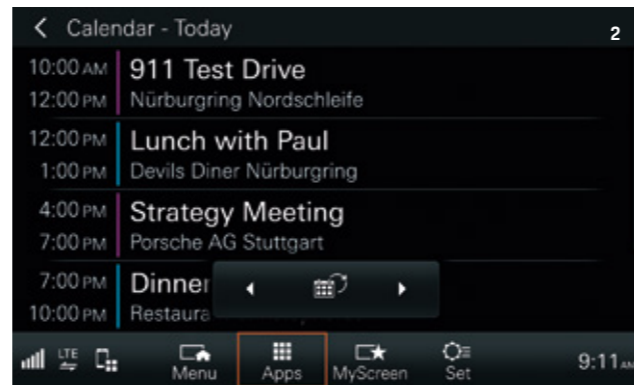 Calendar - Today
2
10:00 AM 911 Test Drive
12:00 PM Nürburgring Nordschleife
12:00 PM Lunch with Paul
1:00 PM Devils Diner Nürburgring
4:00 PM Strategy Meeting
7:00 PM Porsche AG Stuttgart
7:00 PM Dinner
10:00 PM
LTE
Menu Apps MyScreen Set 9:11 AM